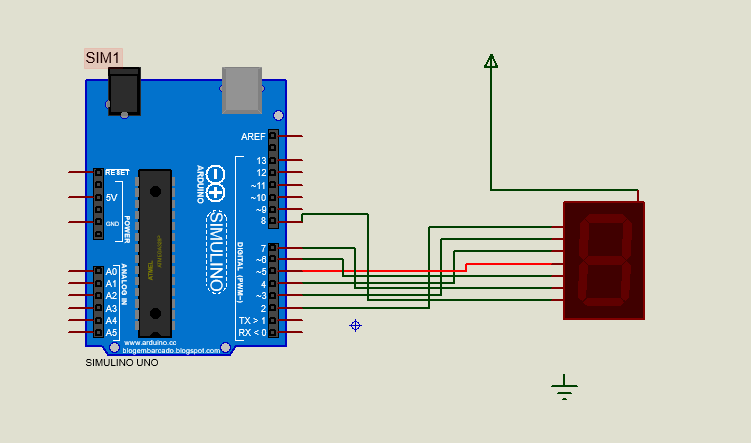 SIM1
AREF
13
12
~11
~10
~9
8
7
~6
~5
4
~3
2
TX > 1
RX < 0
RESET
5V
GND
POWER
A0
A1
A2
A3
A4
A5
ANALOG IN
ATMEL
ARDUINO
SIMULINO
DIGITAL (PWM~)
www.arduino.cc
blogembarcado.blogspot.com
SIMULINO UNO